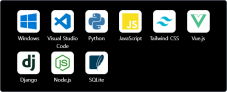 Windows Visual Studio Python JavaScript Tailwind CSS Vue.js
Code
Django Node.js SQLite